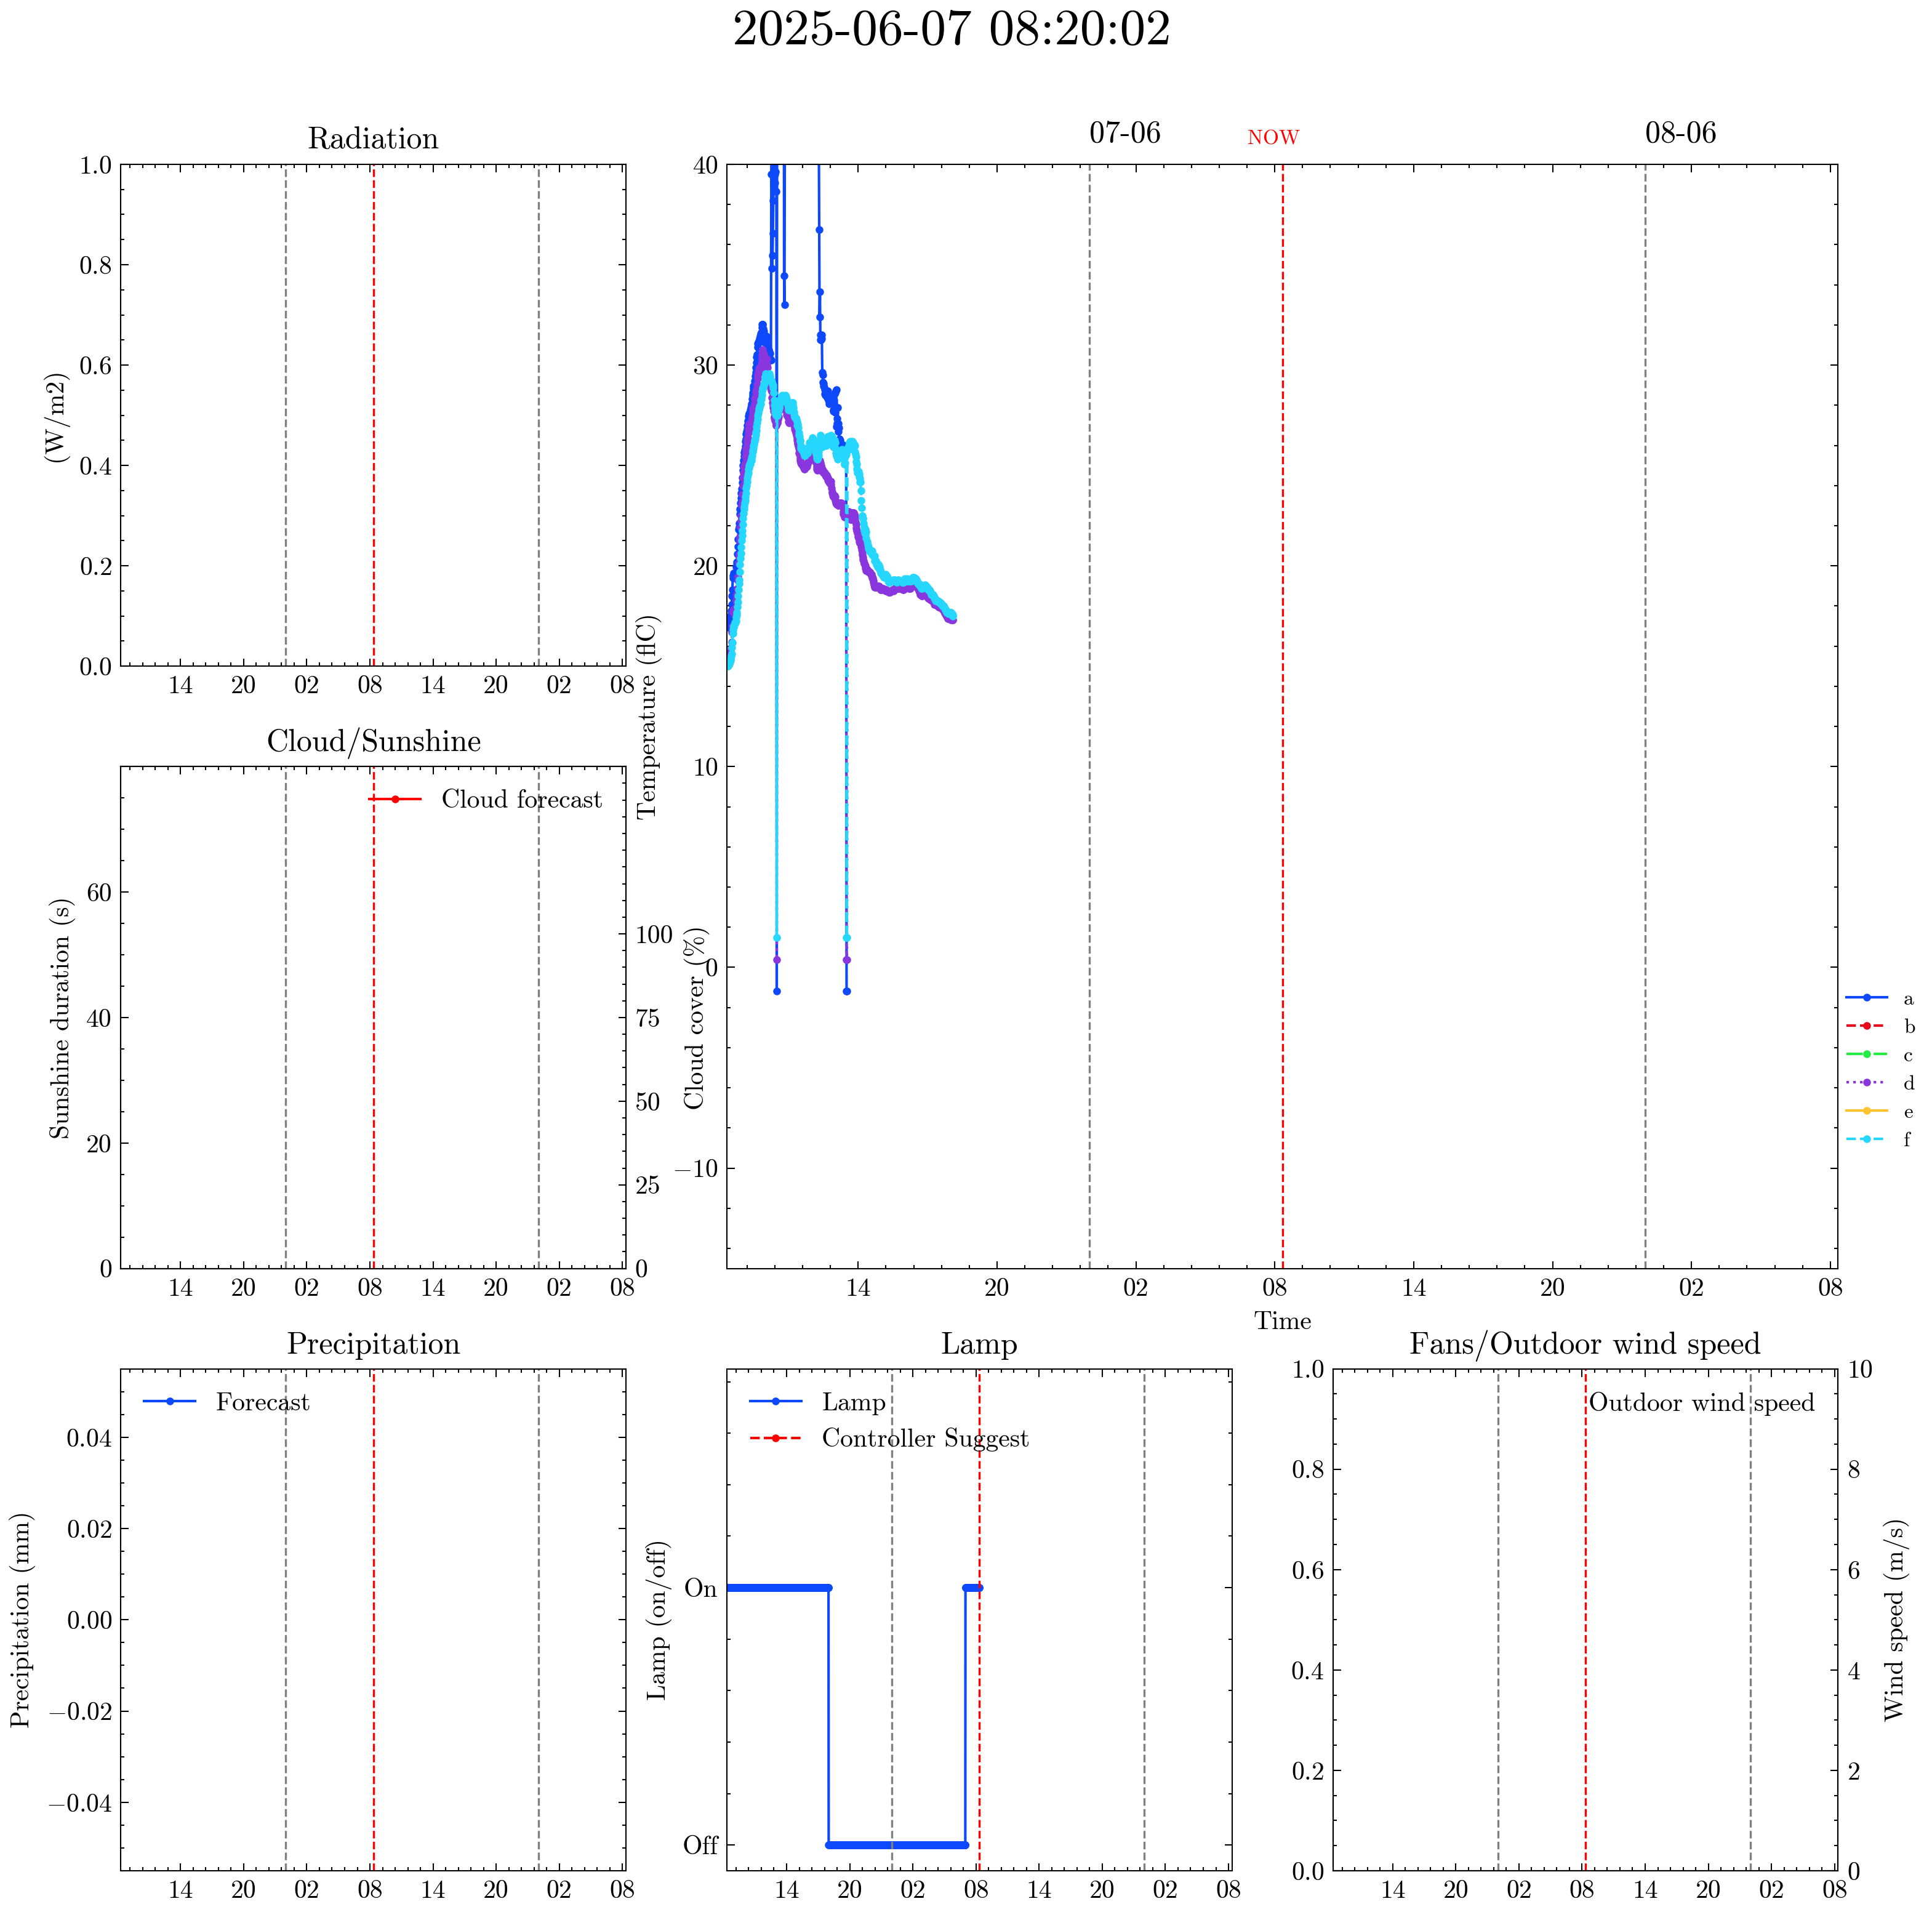 2025-06-07 08:20:02
Radiation
1.0
0.8
0.6
0.4
0.2
0.0
(W/m2)
14 20 02 08 14 20 02 08
07-06
NOW
08-06
40
30
20
10
0
−10
Temperature (flC)
14 20 02 08 14 20 02 08
Time
a
b
c
d
e
f
Cloud/Sunshine
Cloud forecast
60
40
20
0
Sunshine duration (s)
100
75
50
25
0
Cloud cover (%)
14 20 02 08 14 20 02 08
Precipitation
Forecast
0.04
0.02
0.00
−0.02
−0.04
Precipitation (mm)
14 20 02 08 14 20 02 08
Lamp
Lamp
Controller Suggest
On
Off
Lamp (on/off)
14 20 02 08 14 20 02 08
Fans/Outdoor wind speed
Outdoor wind speed
1.0
0.8
0.6
0.4
0.2
0.0
10
8
6
4
2
0
Wind speed (m/s)
14 20 02 08 14 20 02 08